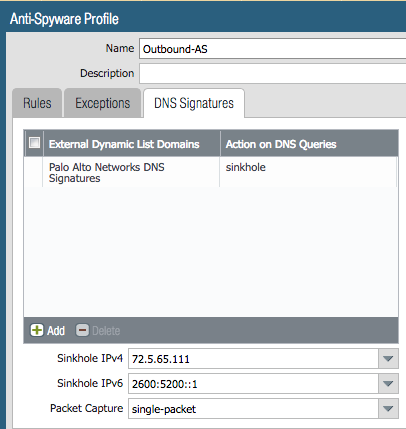 Anti-Spyware Profile
Name Outbound-AS
Description
Rules Exceptions DNS Signatures
External Dynamic List Domains Action on DNS Queries
Palo Alto Networks DNS Signatures sinkhole
Add Delete
Sinkhole IPv4 72.5.65.111
Sinkhole IPv6 2600:5200::1
Packet Capture single-packet